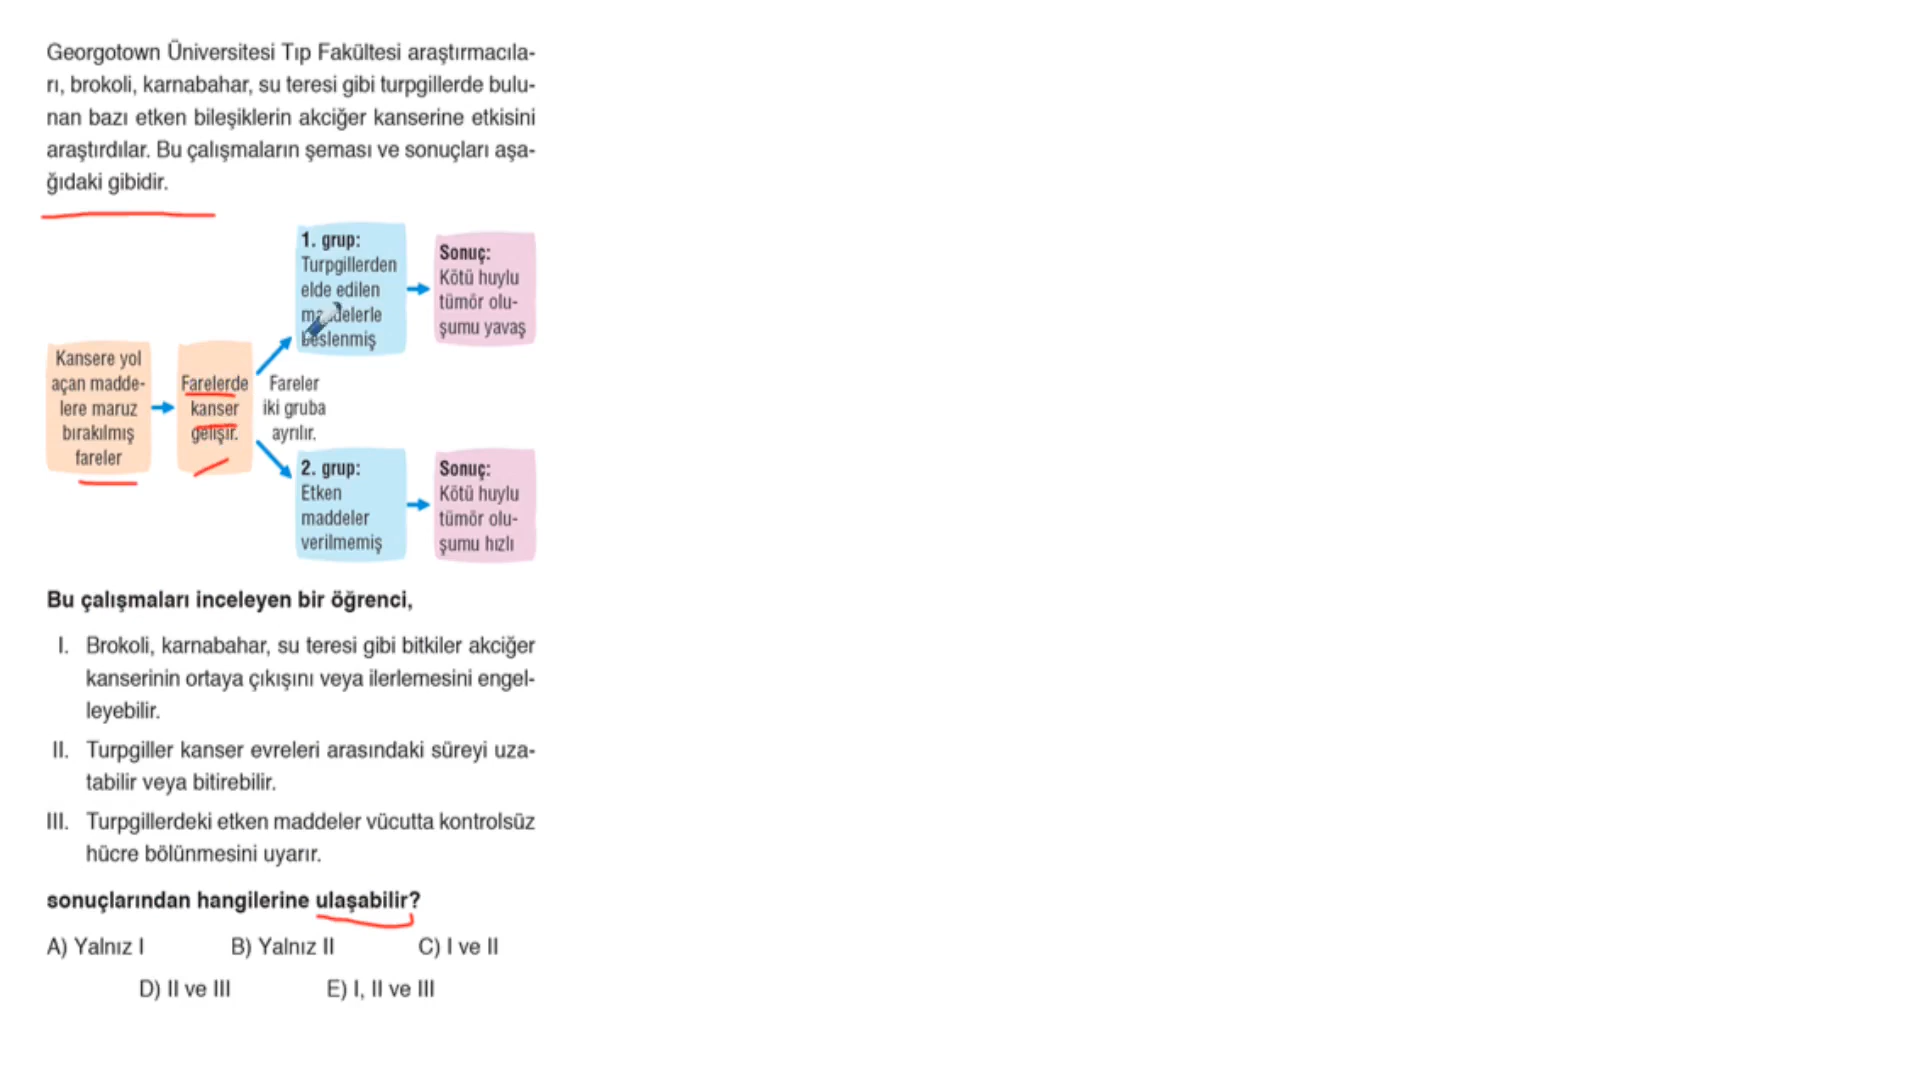 Georgotown Üniversitesi Tıp Fakültesi araştırmacıla-
rı, brokoli, karnabahar, su teresi gibi turpgillerde bulu-
nan bazı etken bileşiklerin akciğer kanserine etkisini
araştırdılar. Bu çalışmaların şeması ve sonuçları aşa-
ğıdaki gibidir.
Kansere yol
açan madde-
lere maruz
bırakılmış
fareler
Farelerde
kanser
gelişir.
Fareler
iki gruba
ayrılır.
1. grup:
Turpgillerden
elde edilen
maddelerle
beslenmiş
Sonuç:
Kötü huylu
tümör olu-
şumu yavaş
2. grup:
Etken
maddeler
verilmemiş
Sonuç:
Kötü huylu
tümör olu-
şumu hızlı
Bu çalışmaları inceleyen bir öğrenci,
I. Brokoli, karnabahar, su teresi gibi bitkiler akciğer
kanserinin ortaya çıkışını veya ilerlemesini engel-
leyebilir.
II. Turpgiller kanser evreleri arasındaki süreyi uza-
tabilir veya bitirebilir.
III. Turpgillerdeki etken maddeler vücutta kontrolsüz
hücre bölünmesini uyarır.
sonuçlarından hangilerine ulaşabilir?
A) Yalnız I B) Yalnız II C) I ve II
D) II ve III E) I, II ve III